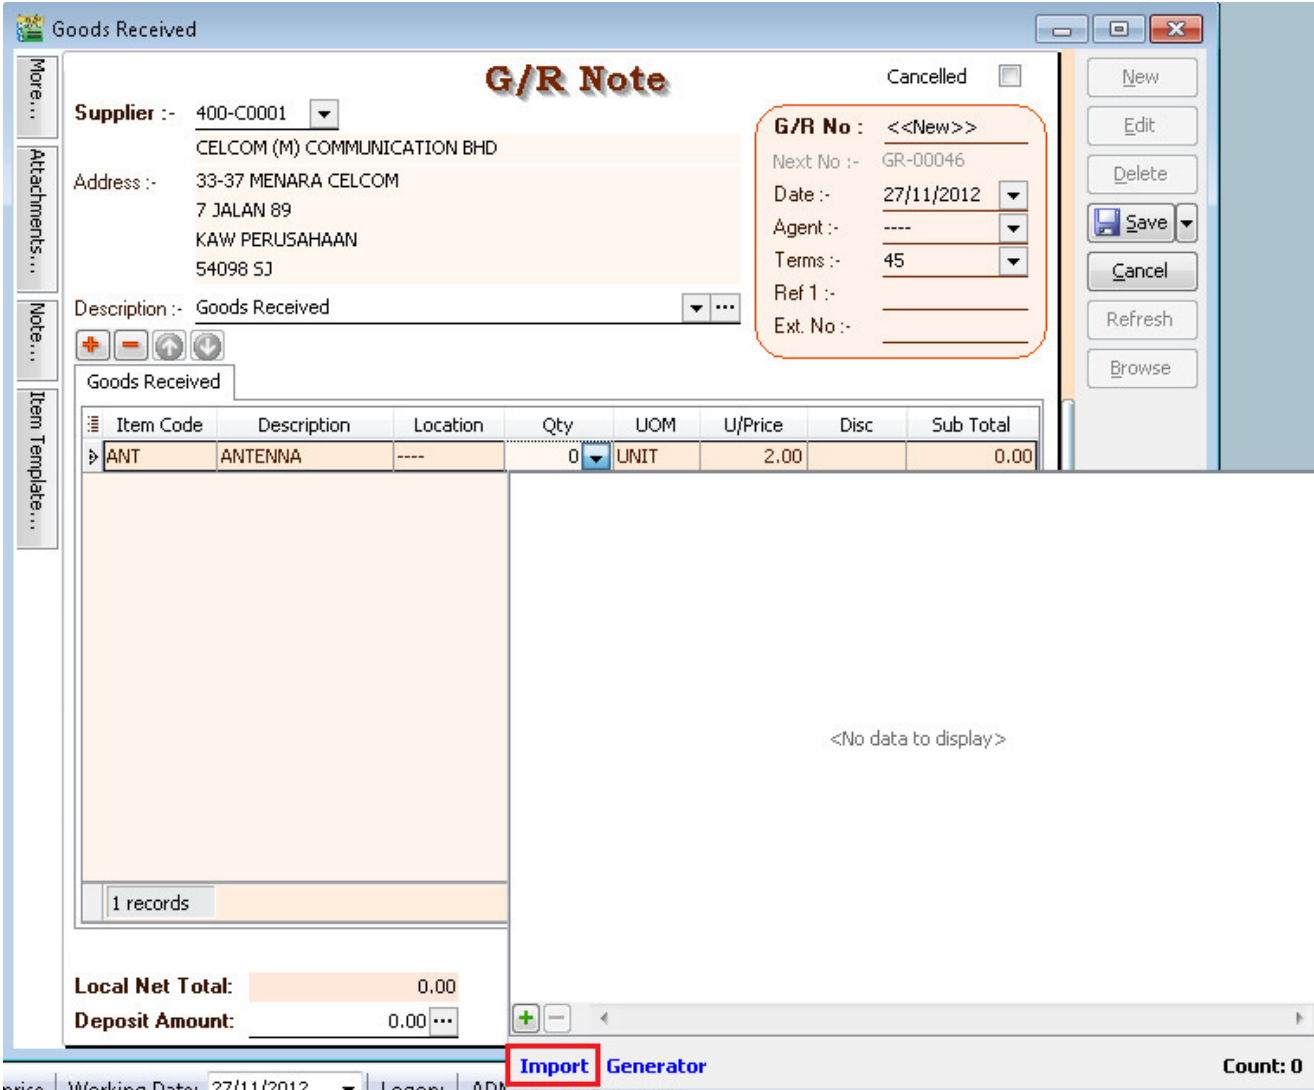 Goods Received
G/R Note
Cancelled
Supplier :- 400-C0001
CELCOM (M) COMMUNICATION BHD
Address :- 33-37 MENARA CELCOM
7 JALAN 89
KAW PERUSAHAAN
54098 SJ
Description :- Goods Received
G/R No : <<New>>
Next No :- GR-00046
Date :- 27/11/2012
Agent :- ----
Terms :- 45
Ref 1 :-
Ext. No :-
More...
Attachments...
Note...
Item Template...
New
Edit
Delete
Save
Cancel
Refresh
Browse
Goods Received
Item Code Description Location Qty UOM U/Price Disc Sub Total
ANT ANTENNA ---- 0 UNIT 2.00 0.00
<No data to display>
1 records
Local Net Total: 0.00
Deposit Amount: 0.00
Import Generator Count: 0
Working Date: 27/11/2012